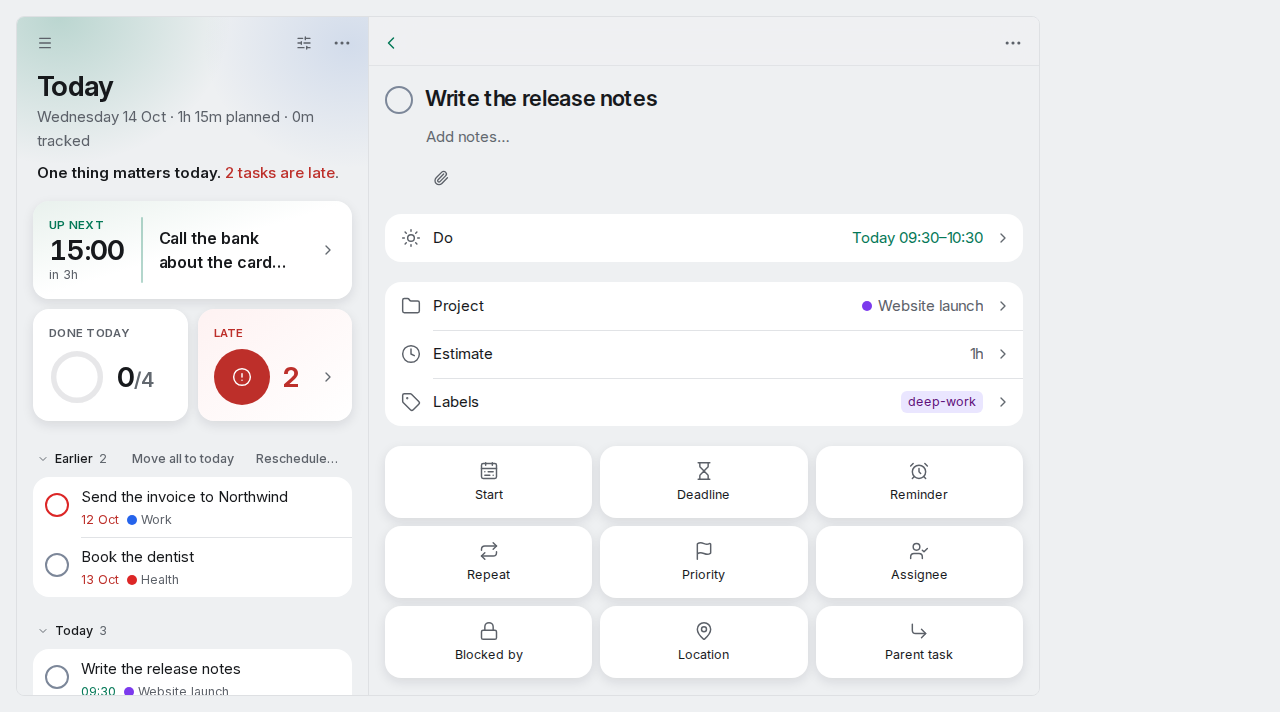 Today
Wednesday 14 Oct · 1h 15m planned · 0m
tracked
One thing matters today. 2 tasks are late.
UP NEXT
15:00
in 3h
Call the bank
about the card…
DONE TODAY
0/4
LATE
2
Earlier 2 Move all to today Reschedule…
Send the invoice to Northwind
12 Oct Work
Book the dentist
13 Oct Health
Today 3
Write the release notes
09:30 Website launch
Write the release notes
Add notes…
Do Today 09:30–10:30
Project Website launch
Estimate 1h
Labels deep-work
Start Deadline Reminder
Repeat Priority Assignee
Blocked by Location Parent task